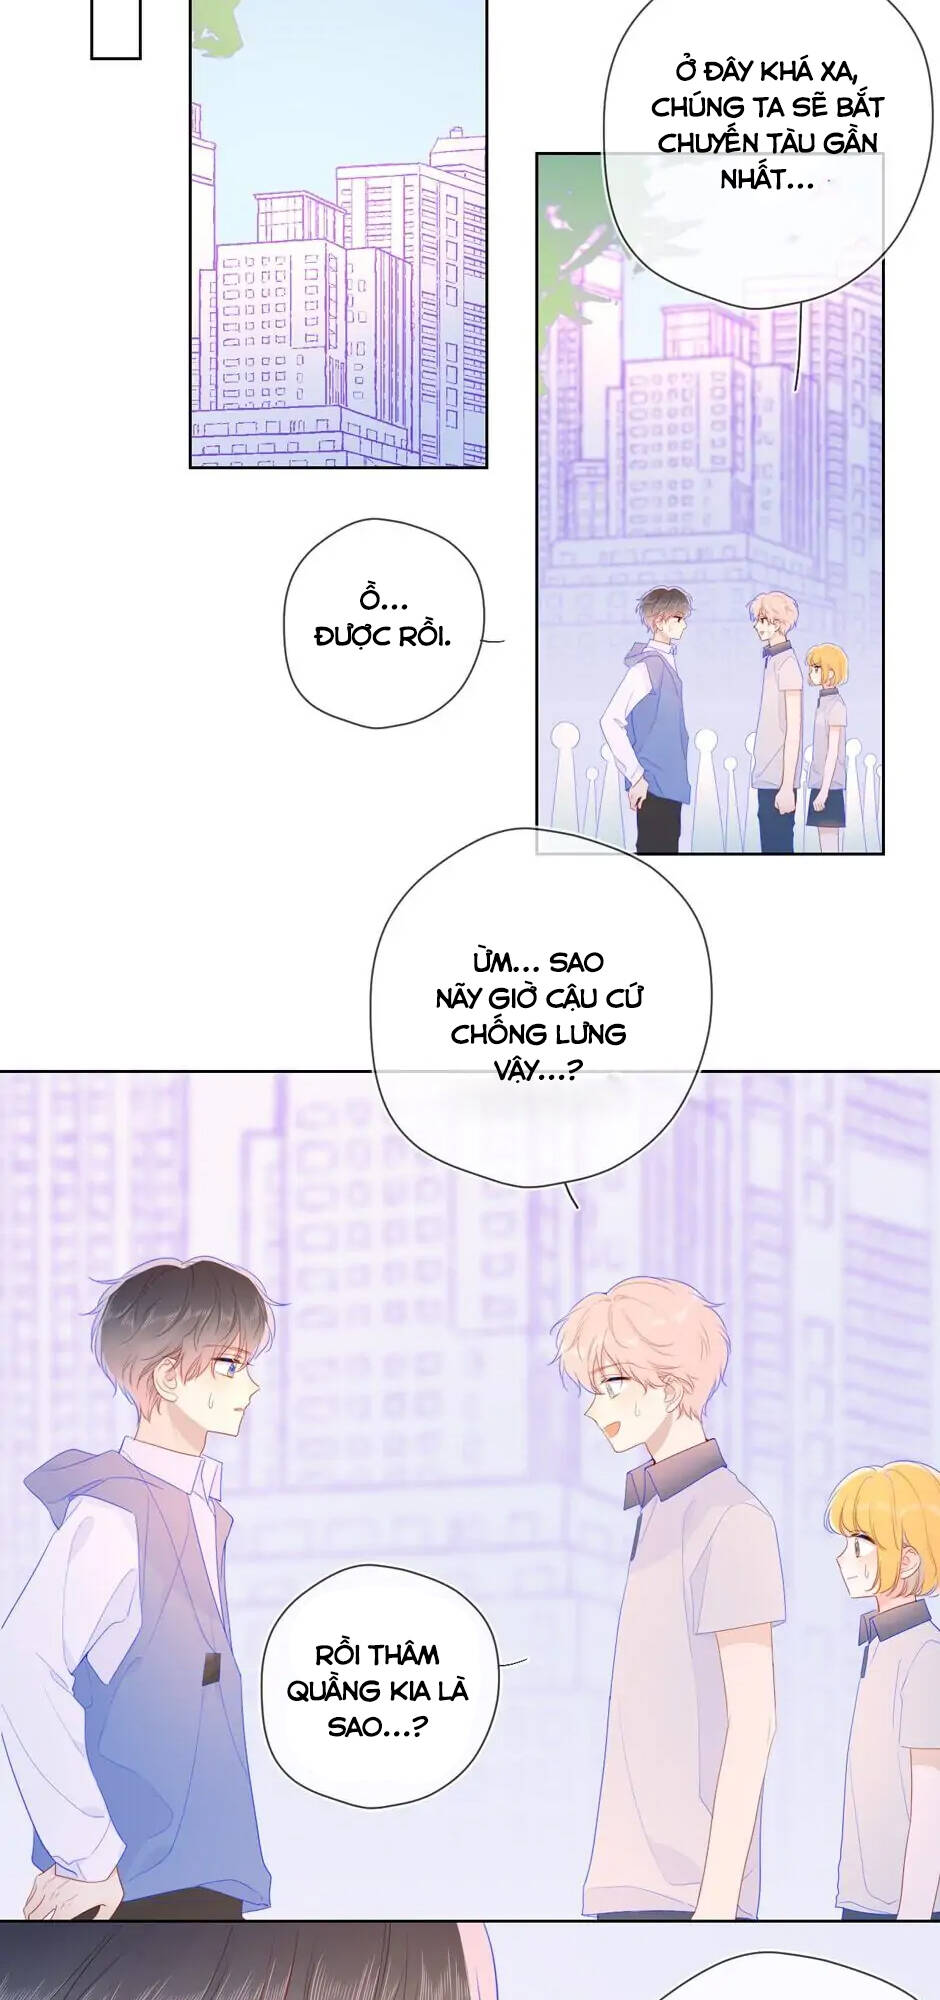 Ở ĐÂY KHÁ XA,
CHÚNG TA SẼ BẮT
CHUYẾN TÀU GẦN
NHẤT...
Ồ...
ĐƯỢC RỒI.
ỪM... SAO
NÃY GIỜ CẬU CỨ
CHỐNG LƯNG
VẬY...?
RỒI THÂM
QUẦNG KIA LÀ
SAO...?